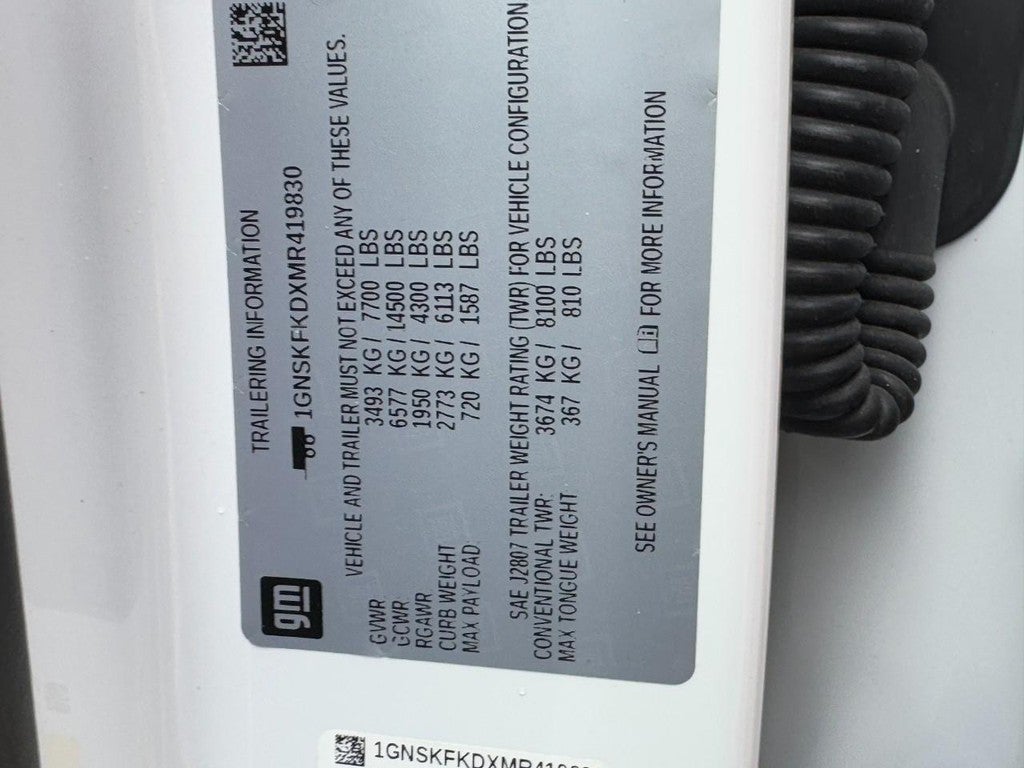 gm
TRAILERING INFORMATION
1GNSKFKDXMR419830
VEHICLE AND TRAILER MUST NOT EXCEED ANY OF THESE VALUES.
GVWR 3493 KG / 7700 LBS
GCWR 6577 KG / 14500 LBS
RGAWR 1950 KG / 4300 LBS
CURB WEIGHT 2773 KG / 6113 LBS
MAX PAYLOAD: 720 KG / 1587 LBS
SAE J2807 TRAILER WEIGHT RATING (TWR) FOR VEHICLE CONFIGURATION
CONVENTIONAL TWR: 3674 KG / 8100 LBS
MAX TONGUE WEIGHT 367 KG / 810 LBS
SEE OWNER'S MANUAL FOR MORE INFORMATION
1GNSKFKDXMR419830